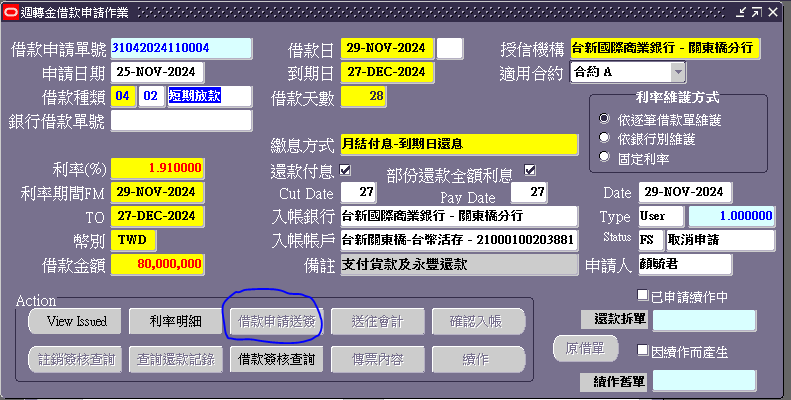 週轉金借款申請作業
借款申請單號 31042024110004 借款日 29-NOV-2024 授信機構 台新國際商業銀行 - 關東橋分行
申請日期 25-NOV-2024 到期日 27-DEC-2024 適用合約 合約 A
借款種類 04 02 短期放款 借款天數 28 利率維護方式
銀行借款單號 依逐筆借款單維護
繳息方式 月結付息-到期日還息 依銀行別維護
利率(%) 1.910000 還款付息 部份還款金額利息 固定利率
利率期間FM 29-NOV-2024 Cut Date 27 Pay Date 27 Date 29-NOV-2024
TO 27-DEC-2024 入帳銀行 台新國際商業銀行 - 關東橋分行 Type User 1.000000
幣別 TWD 入帳帳戶 台新關東橋-台幣活存 - 21000100203881 Status FS 取消申請
借款金額 80,000,000 備註 支付貨款及永豐還款 申請人 顏毓君
Action 已申請續作中
View Issued 利率明細 借款申請送簽 送往會計 確認入帳 還款拆單
註銷簽核查詢 查詢還款記錄 借款簽核查詢 傳票內容 續作 原借單 因續作而產生
續作舊單